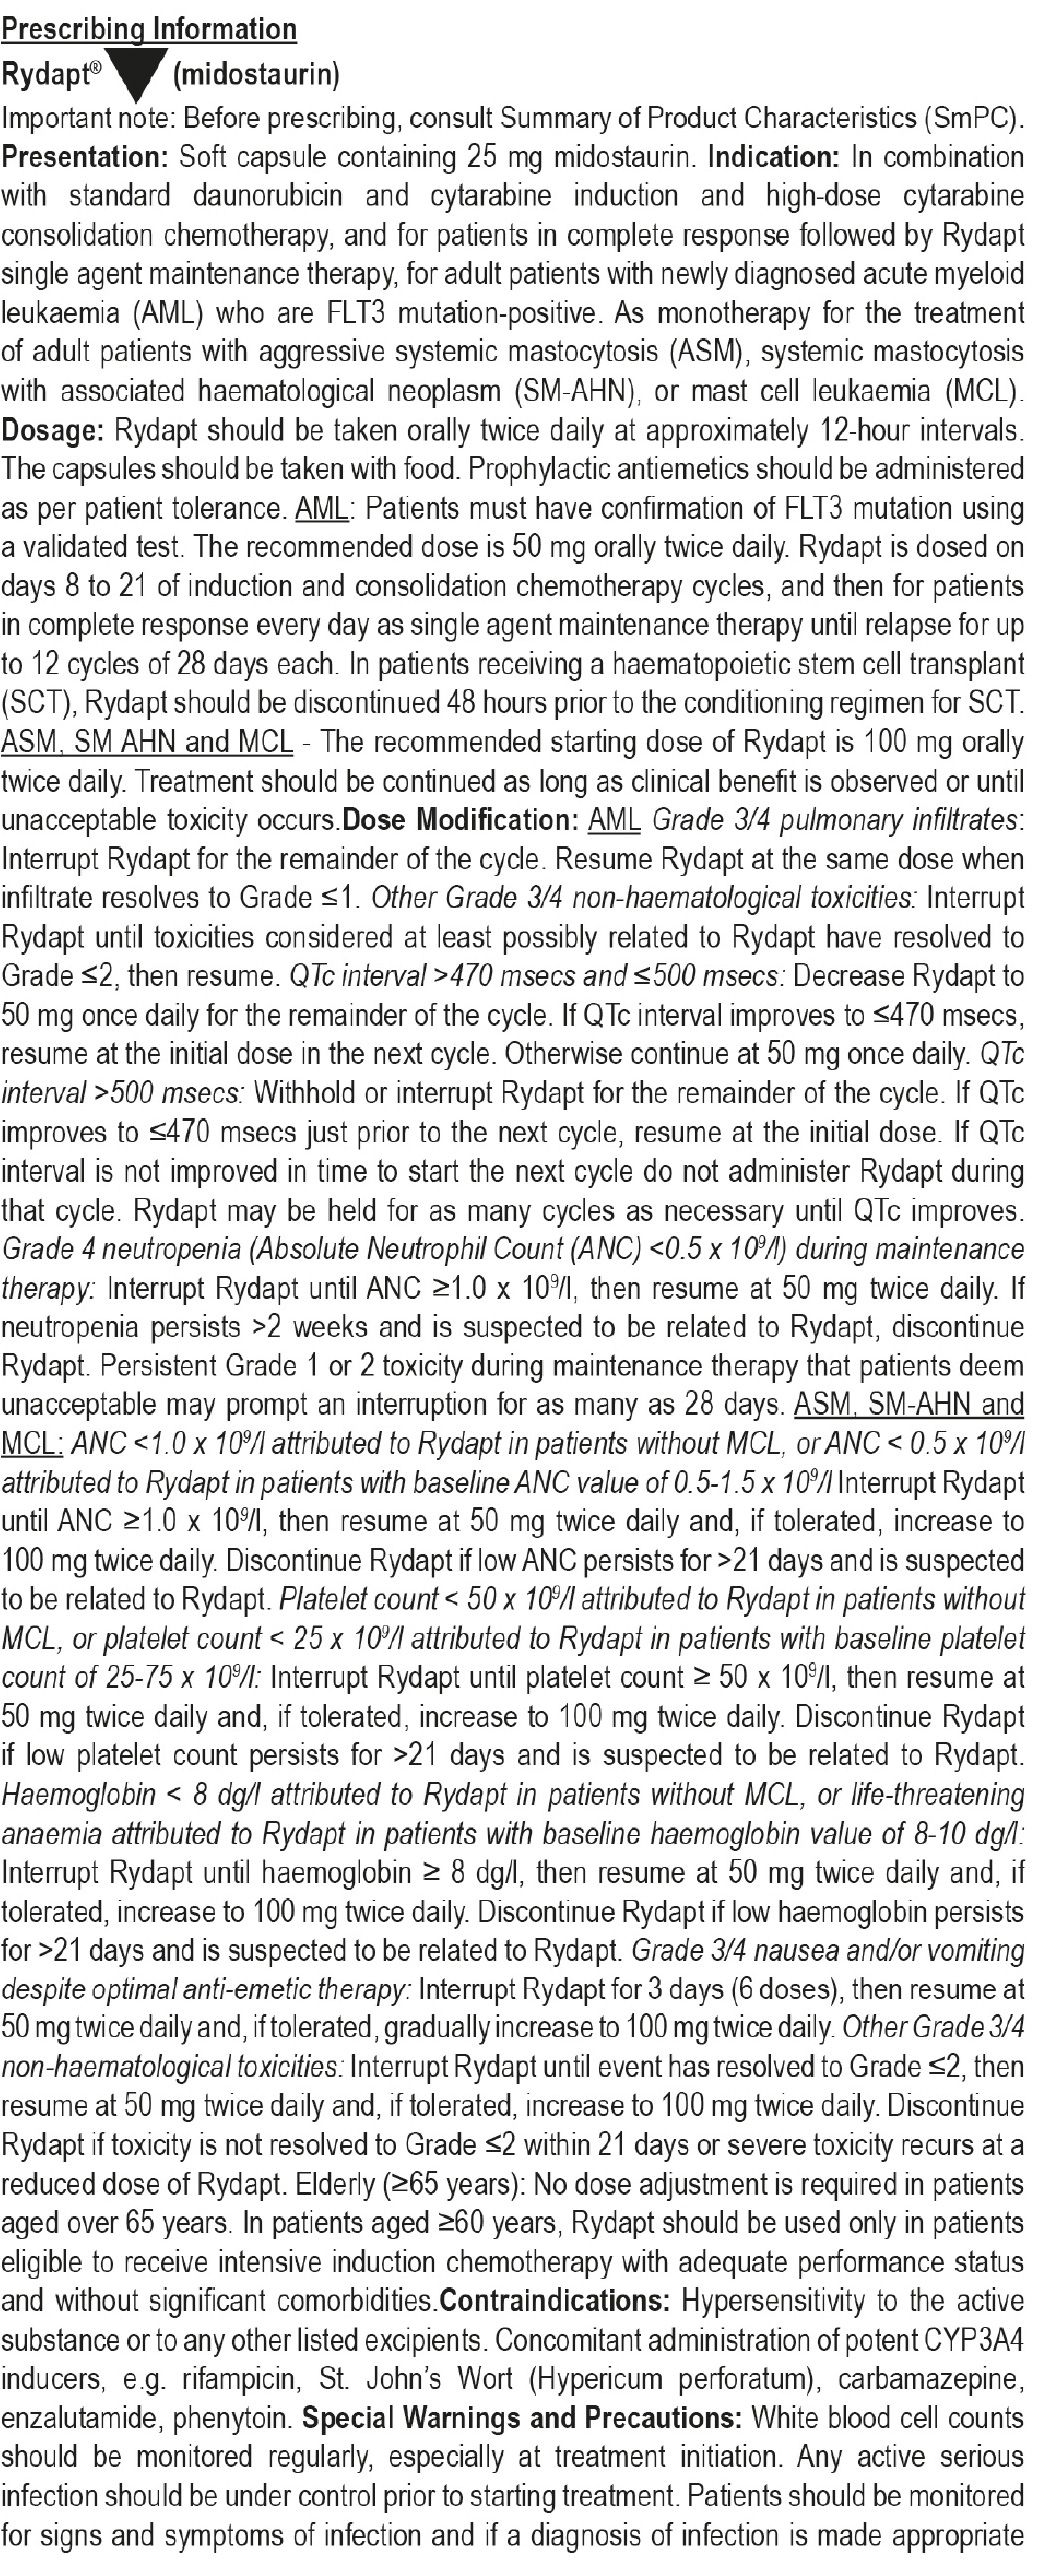 Prescribing Information
Rydapt® ▼ (midostaurin)
Important note: Before prescribing, consult Summary of Product Characteristics (SmPC).
Presentation: Soft capsule containing 25 mg midostaurin. Indication: In combination
with standard daunorubicin and cytarabine induction and high-dose cytarabine
consolidation chemotherapy, and for patients in complete response followed by Rydapt
single agent maintenance therapy, for adult patients with newly diagnosed acute myeloid
leukaemia (AML) who are FLT3 mutation-positive. As monotherapy for the treatment
of adult patients with aggressive systemic mastocytosis (ASM), systemic mastocytosis
with associated haematological neoplasm (SM-AHN), or mast cell leukaemia (MCL).
Dosage: Rydapt should be taken orally twice daily at approximately 12-hour intervals.
The capsules should be taken with food. Prophylactic antiemetics should be administered
as per patient tolerance. AML: Patients must have confirmation of FLT3 mutation using
a validated test. The recommended dose is 50 mg orally twice daily. Rydapt is dosed on
days 8 to 21 of induction and consolidation chemotherapy cycles, and then for patients
in complete response every day as single agent maintenance therapy until relapse for up
to 12 cycles of 28 days each. In patients receiving a haematopoietic stem cell transplant
(SCT), Rydapt should be discontinued 48 hours prior to the conditioning regimen for SCT.
ASM, SM AHN and MCL - The recommended starting dose of Rydapt is 100 mg orally
twice daily. Treatment should be continued as long as clinical benefit is observed or until
unacceptable toxicity occurs.Dose Modification: AML Grade 3/4 pulmonary infiltrates:
Interrupt Rydapt for the remainder of the cycle. Resume Rydapt at the same dose when
infiltrate resolves to Grade ≤1. Other Grade 3/4 non-haematological toxicities: Interrupt
Rydapt until toxicities considered at least possibly related to Rydapt have resolved to
Grade ≤2, then resume. QTc interval >470 msecs and ≤500 msecs: Decrease Rydapt to
50 mg once daily for the remainder of the cycle. If QTc interval improves to ≤470 msecs,
resume at the initial dose in the next cycle. Otherwise continue at 50 mg once daily. QTc
interval >500 msecs: Withhold or interrupt Rydapt for the remainder of the cycle. If QTc
improves to ≤470 msecs just prior to the next cycle, resume at the initial dose. If QTc
interval is not improved in time to start the next cycle do not administer Rydapt during
that cycle. Rydapt may be held for as many cycles as necessary until QTc improves.
Grade 4 neutropenia (Absolute Neutrophil Count (ANC) <0.5 x 10⁹/l) during maintenance
therapy: Interrupt Rydapt until ANC ≥1.0 x 10⁹/l, then resume at 50 mg twice daily. If
neutropenia persists >2 weeks and is suspected to be related to Rydapt, discontinue
Rydapt. Persistent Grade 1 or 2 toxicity during maintenance therapy that patients deem
unacceptable may prompt an interruption for as many as 28 days. ASM, SM-AHN and
MCL: ANC <1.0 x 10⁹/l attributed to Rydapt in patients without MCL, or ANC < 0.5 x 10⁹/l
attributed to Rydapt in patients with baseline ANC value of 0.5-1.5 x 10⁹/l Interrupt Rydapt
until ANC ≥1.0 x 10⁹/l, then resume at 50 mg twice daily and, if tolerated, increase to
100 mg twice daily. Discontinue Rydapt if low ANC persists for >21 days and is suspected
to be related to Rydapt. Platelet count < 50 x 10⁹/l attributed to Rydapt in patients without
MCL, or platelet count < 25 x 10⁹/l attributed to Rydapt in patients with baseline platelet
count of 25-75 x 10⁹/l: Interrupt Rydapt until platelet count ≥ 50 x 10⁹/l, then resume at
50 mg twice daily and, if tolerated, increase to 100 mg twice daily. Discontinue Rydapt
if low platelet count persists for >21 days and is suspected to be related to Rydapt.
Haemoglobin < 8 dg/l attributed to Rydapt in patients without MCL, or life-threatening
anaemia attributed to Rydapt in patients with baseline haemoglobin value of 8-10 dg/l:
Interrupt Rydapt until haemoglobin ≥ 8 dg/l, then resume at 50 mg twice daily and, if
tolerated, increase to 100 mg twice daily. Discontinue Rydapt if low haemoglobin persists
for >21 days and is suspected to be related to Rydapt. Grade 3/4 nausea and/or vomiting
despite optimal anti-emetic therapy: Interrupt Rydapt for 3 days (6 doses), then resume at
50 mg twice daily and, if tolerated, gradually increase to 100 mg twice daily. Other Grade 3/4
non-haematological toxicities: Interrupt Rydapt until event has resolved to Grade ≤2, then
resume at 50 mg twice daily and, if tolerated, increase to 100 mg twice daily. Discontinue
Rydapt if toxicity is not resolved to Grade ≤2 within 21 days or severe toxicity recurs at a
reduced dose of Rydapt. Elderly (≥65 years): No dose adjustment is required in patients
aged over 65 years. In patients aged ≥60 years, Rydapt should be used only in patients
eligible to receive intensive induction chemotherapy with adequate performance status
and without significant comorbidities.Contraindications: Hypersensitivity to the active
substance or to any other listed excipients. Concomitant administration of potent CYP3A4
inducers, e.g. rifampicin, St. John's Wort (Hypericum perforatum), carbamazepine,
enzalutamide, phenytoin. Special Warnings and Precautions: White blood cell counts
should be monitored regularly, especially at treatment initiation. Any active serious
infection should be under control prior to starting treatment. Patients should be monitored
for signs and symptoms of infection and if a diagnosis of infection is made appropriate